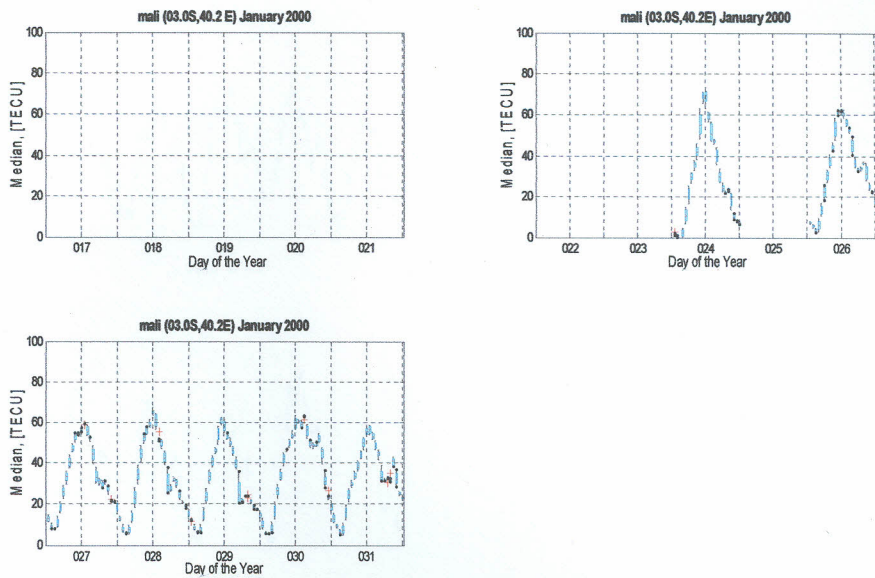 mali (03.0S,40.2 E) January 2000
Median, [TECU]
100
80
60
40
20
0
017 018 019 020 021
Day of the Year
mali (03.0S,40.2E) January 2000
Median, [TECU]
100
80
60
40
20
0
022 023 024 025 026
Day of the Year
mali (03.0S,40.2E) January 2000
Median, [TECU]
100
80
60
40
20
0
027 028 029 030 031
Day of the Year